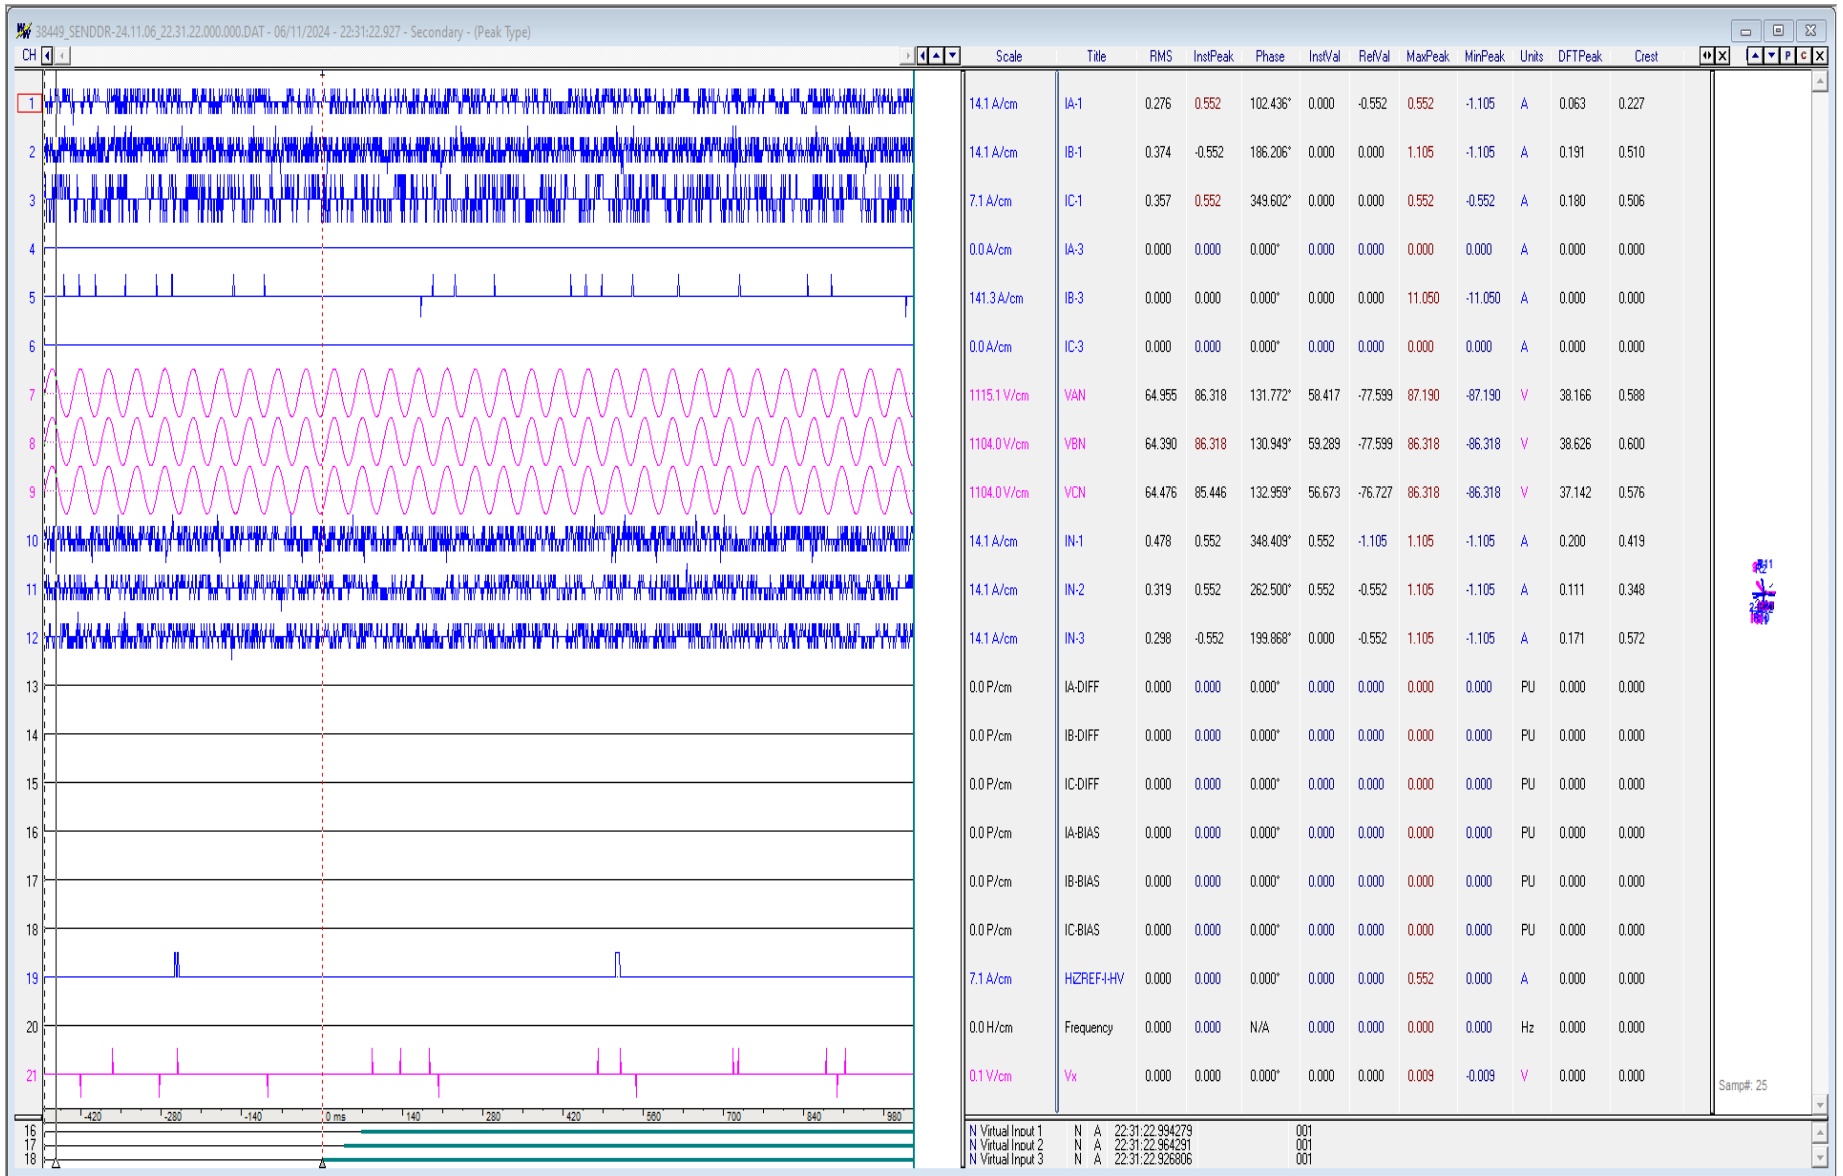 38449_SENDDR-24.11.06_22.31.22.000.000.DAT - 06/11/2024 - 22:31:22.927 - Secondary - (Peak Type)
CH Scale Title RMS InstPeak Phase InstVal RefVal MaxPeak MinPeak Units DFTPeak Crest P C X
1 14.1 A/cm IA-1 0.276 0.552 102.436° 0.000 -0.552 0.552 -1.105 A 0.063 0.227
2 14.1 A/cm IB-1 0.374 -0.552 186.206° 0.000 0.000 1.105 -1.105 A 0.191 0.510
3 7.1 A/cm IC-1 0.357 0.552 349.602° 0.000 0.000 0.552 -0.552 A 0.180 0.506
4 0.0 A/cm IA-3 0.000 0.000 0.000° 0.000 0.000 0.000 0.000 A 0.000 0.000
5 141.3 A/cm IB-3 0.000 0.000 0.000° 0.000 0.000 11.050 -11.050 A 0.000 0.000
6 0.0 A/cm IC-3 0.000 0.000 0.000° 0.000 0.000 0.000 0.000 A 0.000 0.000
7 1115.1 V/cm VAN 64.955 86.318 131.772° 58.417 -77.599 87.190 -87.190 V 38.166 0.588
8 1104.0 V/cm VBN 64.390 86.318 130.949° 59.289 -77.599 86.318 -86.318 V 38.626 0.600
9 1104.0 V/cm VCN 64.476 85.446 132.959° 56.673 -76.727 86.318 -86.318 V 37.142 0.576
10 14.1 A/cm IN-1 0.478 0.552 348.409° 0.552 -1.105 1.105 -1.105 A 0.200 0.419
11 14.1 A/cm IN-2 0.319 0.552 262.500° 0.552 -0.552 1.105 -1.105 A 0.111 0.348
12 14.1 A/cm IN-3 0.298 -0.552 199.868° 0.000 -0.552 1.105 -1.105 A 0.171 0.572
13 0.0 P/cm IA-DIFF 0.000 0.000 0.000° 0.000 0.000 0.000 0.000 PU 0.000 0.000
14 0.0 P/cm IB-DIFF 0.000 0.000 0.000° 0.000 0.000 0.000 0.000 PU 0.000 0.000
15 0.0 P/cm IC-DIFF 0.000 0.000 0.000° 0.000 0.000 0.000 0.000 PU 0.000 0.000
16 0.0 P/cm IA-BIAS 0.000 0.000 0.000° 0.000 0.000 0.000 0.000 PU 0.000 0.000
17 0.0 P/cm IB-BIAS 0.000 0.000 0.000° 0.000 0.000 0.000 0.000 PU 0.000 0.000
18 0.0 P/cm IC-BIAS 0.000 0.000 0.000° 0.000 0.000 0.000 0.000 PU 0.000 0.000
19 7.1 A/cm HiZREF-I-HV 0.000 0.000 0.000° 0.000 0.000 0.552 0.000 A 0.000 0.000
20 0.0 H/cm Frequency 0.000 0.000 N/A 0.000 0.000 0.000 0.000 Hz 0.000 0.000
21 0.1 V/cm Vx 0.000 0.000 0.000° 0.000 0.000 0.009 -0.009 V 0.000 0.000
Samp#: 25
-420 -280 -140 0 ms 140 280 420 560 700 840 980
16 N Virtual Input 1 N A 22:31:22.994279 001
17 N Virtual Input 2 N A 22:31:22.964291 001
18 N Virtual Input 3 N A 22:31:22.926806 001